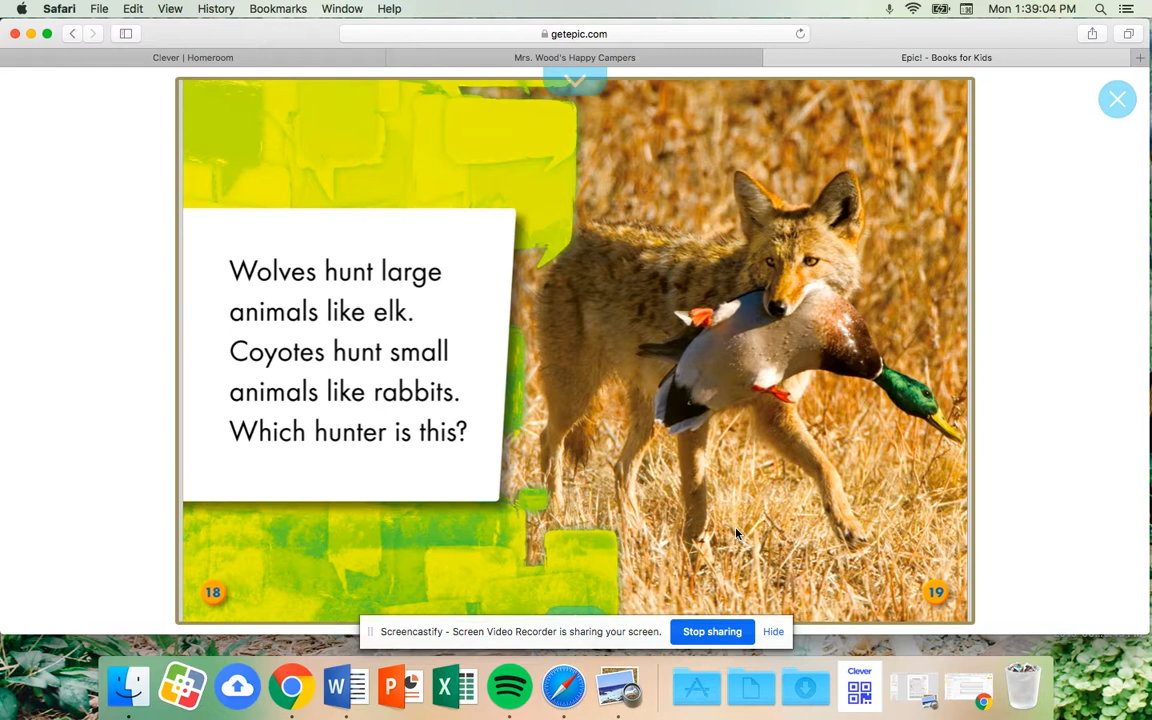 Safari File Edit View History Bookmarks Window Help Mon 1:39:04 PM
getepic.com
Clever | Homeroom Mrs. Wood's Happy Campers Epic! - Books for Kids
Wolves hunt large
animals like elk.
Coyotes hunt small
animals like rabbits.
Which hunter is this?
18 19
Screencastify - Screen Video Recorder is sharing your screen. Stop sharing Hide
Clever